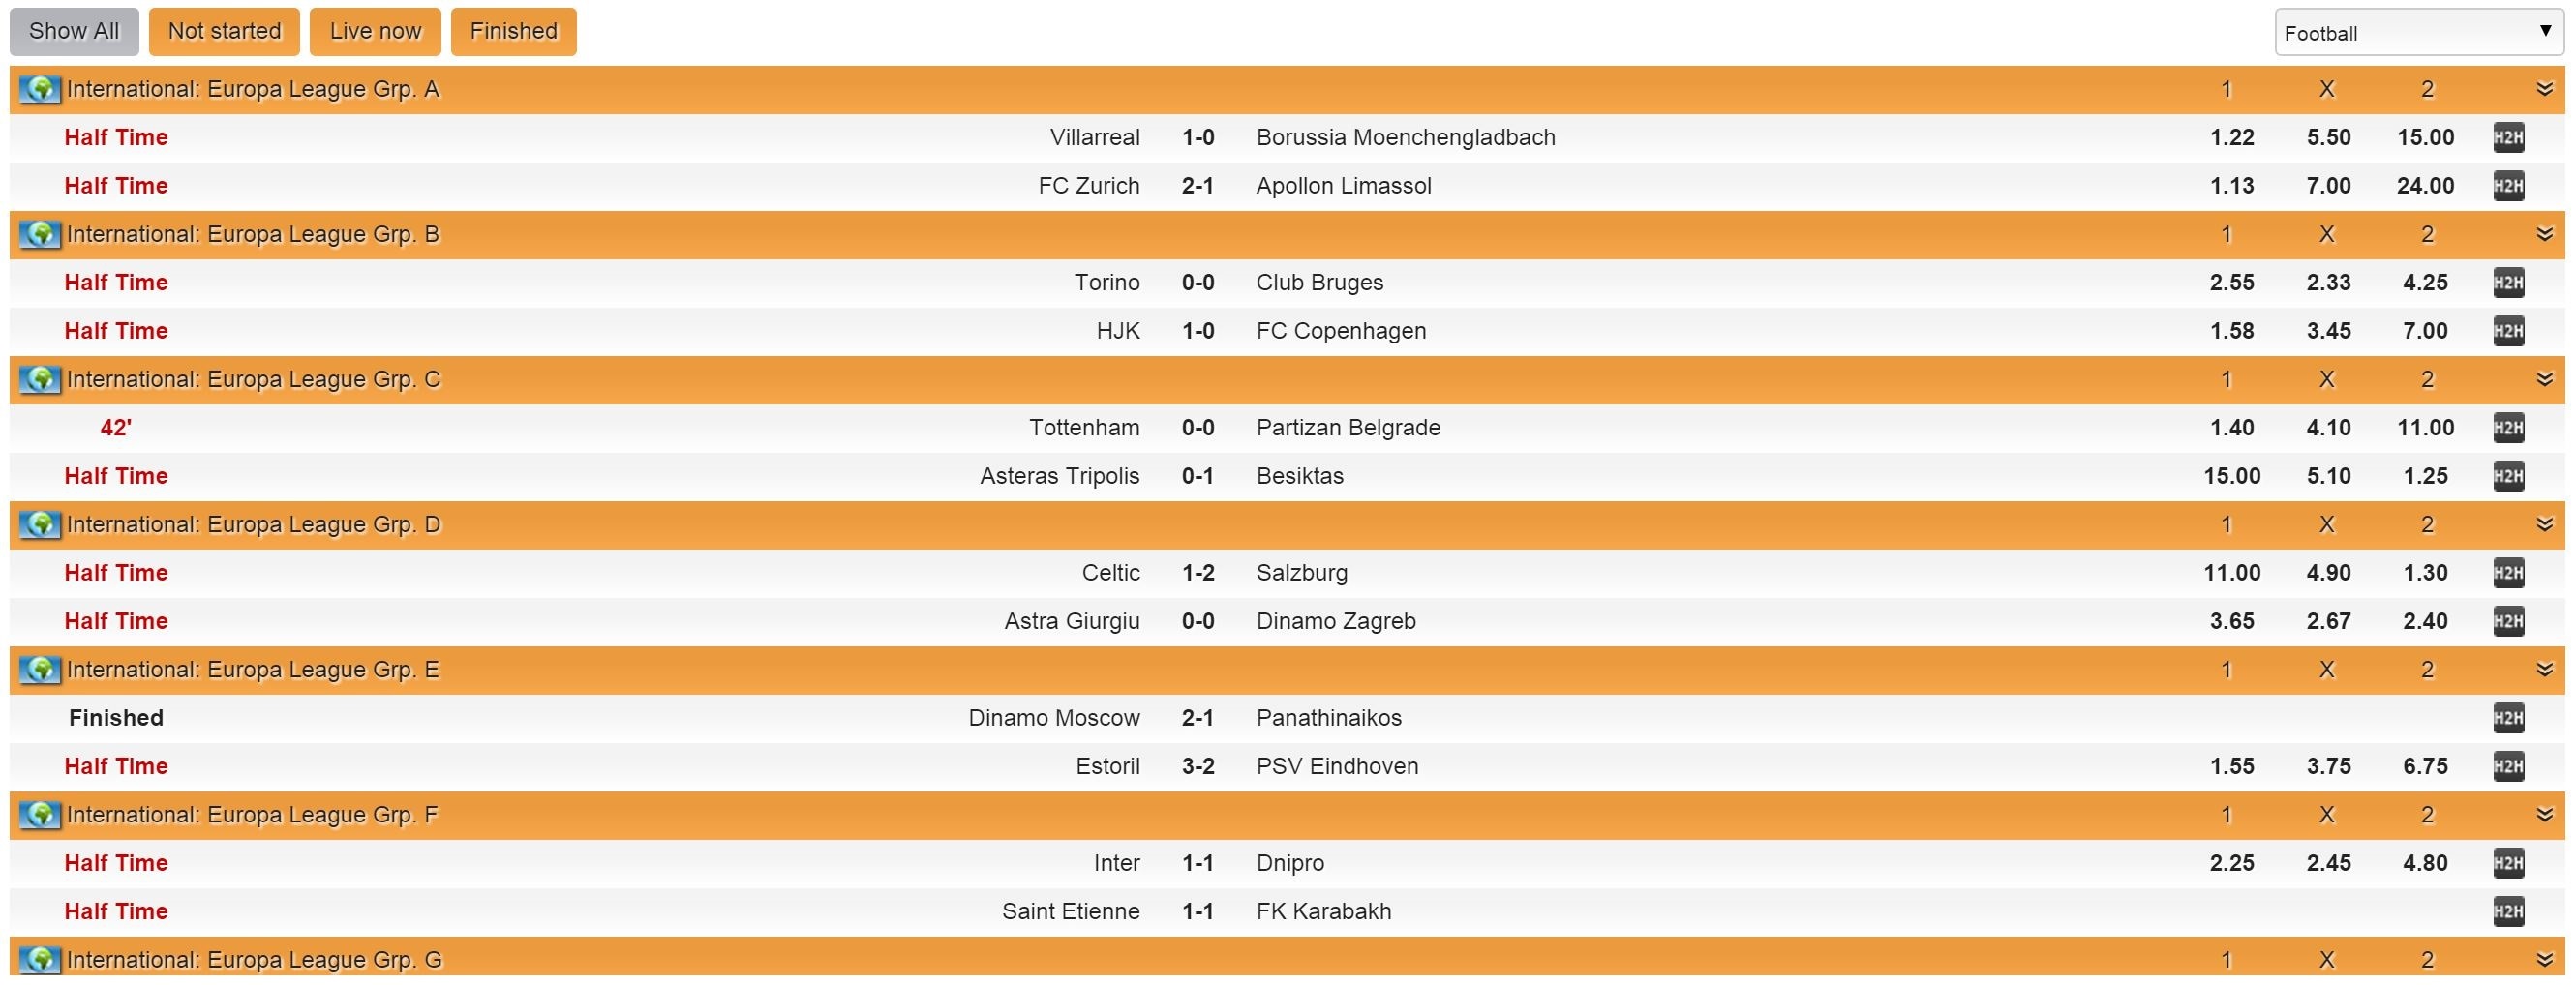 Show All Not started Live now Finished Football ▼
International: Europa League Grp. A 1 X 2
Half Time Villarreal 1-0 Borussia Moenchengladbach 1.22 5.50 15.00 H2H
Half Time FC Zurich 2-1 Apollon Limassol 1.13 7.00 24.00 H2H
International: Europa League Grp. B 1 X 2
Half Time Torino 0-0 Club Bruges 2.55 2.33 4.25 H2H
Half Time HJK 1-0 FC Copenhagen 1.58 3.45 7.00 H2H
International: Europa League Grp. C 1 X 2
42' Tottenham 0-0 Partizan Belgrade 1.40 4.10 11.00 H2H
Half Time Asteras Tripolis 0-1 Besiktas 15.00 5.10 1.25 H2H
International: Europa League Grp. D 1 X 2
Half Time Celtic 1-2 Salzburg 11.00 4.90 1.30 H2H
Half Time Astra Giurgiu 0-0 Dinamo Zagreb 3.65 2.67 2.40 H2H
International: Europa League Grp. E 1 X 2
Finished Dinamo Moscow 2-1 Panathinaikos H2H
Half Time Estoril 3-2 PSV Eindhoven 1.55 3.75 6.75 H2H
International: Europa League Grp. F 1 X 2
Half Time Inter 1-1 Dnipro 2.25 2.45 4.80 H2H
Half Time Saint Etienne 1-1 FK Karabakh H2H
International: Europa League Grp. G 1 X 2